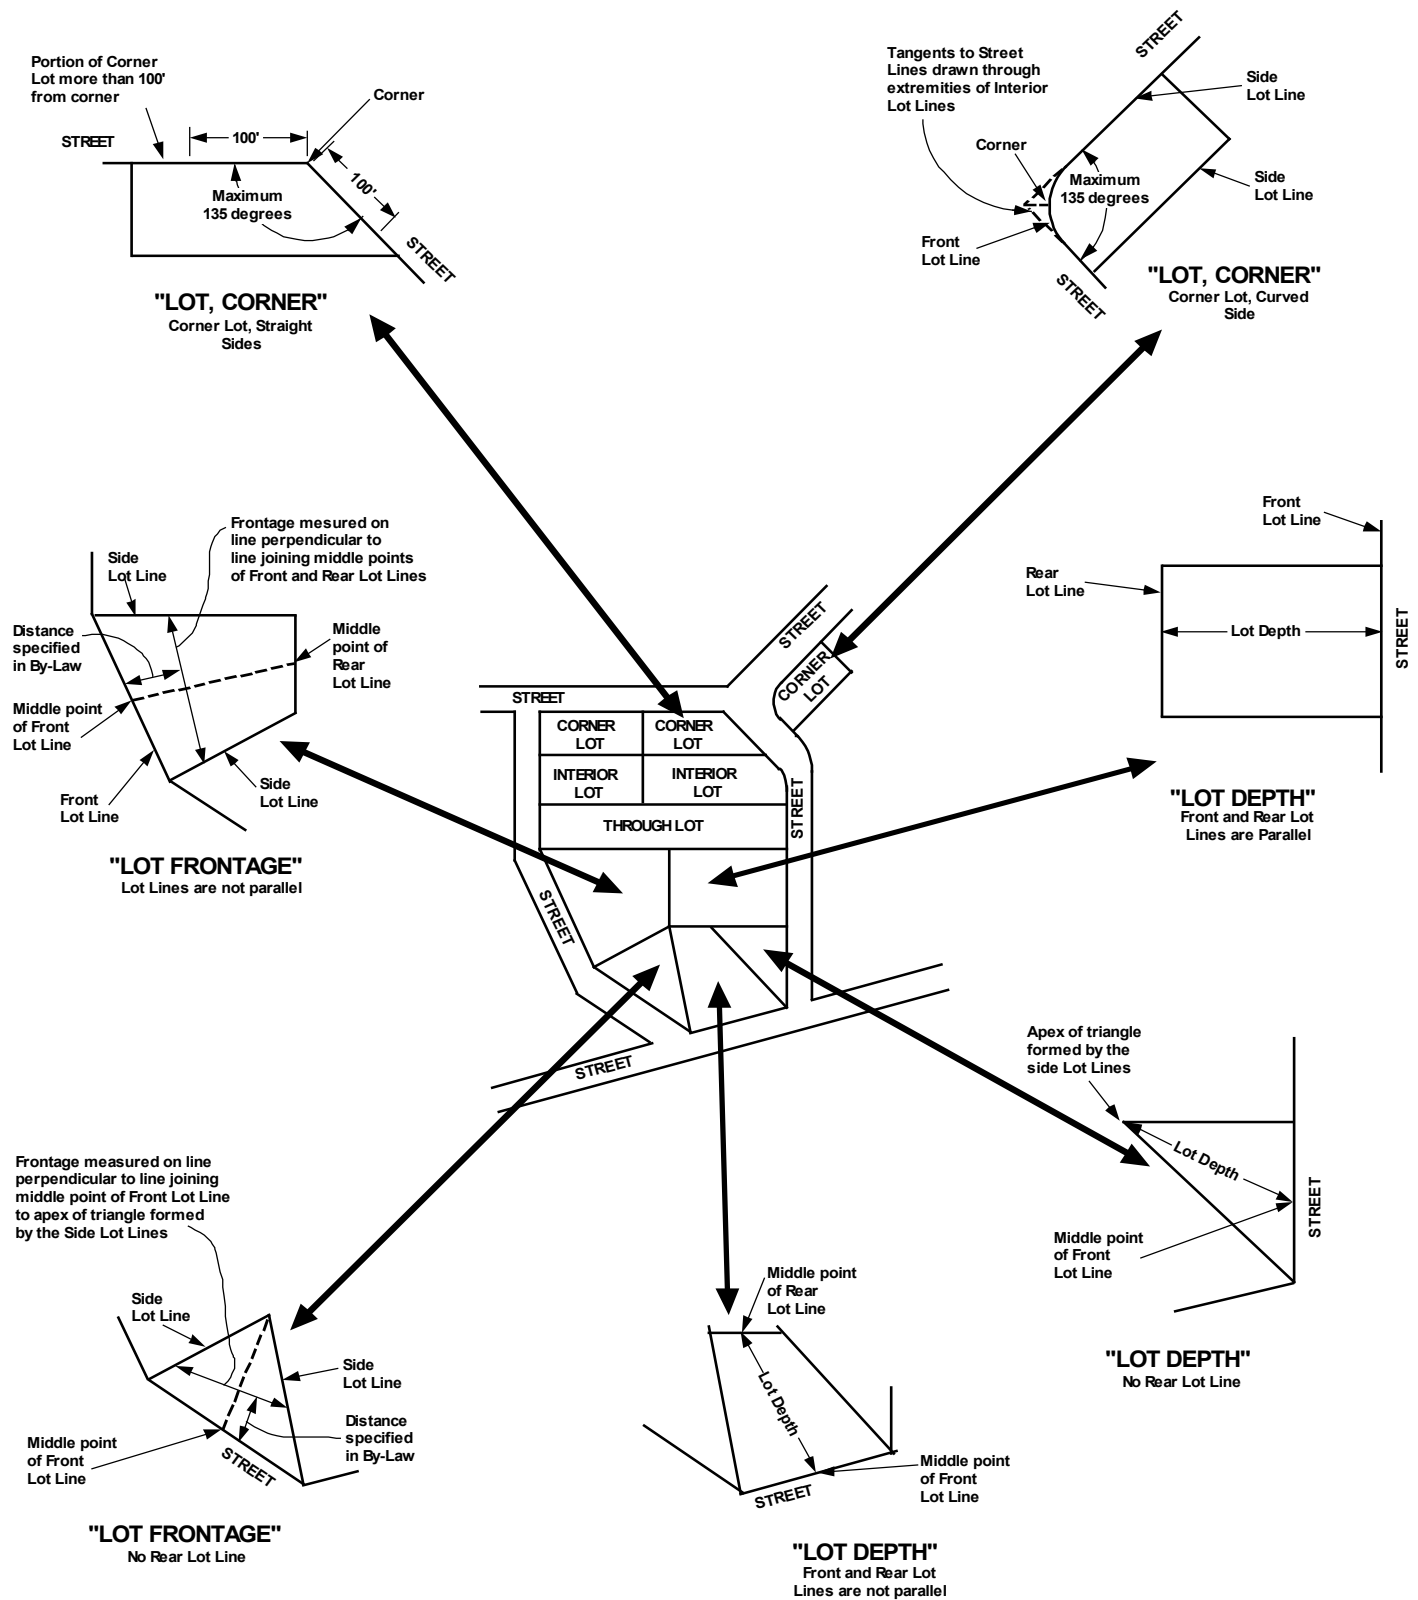 Portion of Corner
Lot more than 100'
from corner
Corner
STREET
100'
100'
Maximum
135 degrees
STREET
"LOT, CORNER"
Corner Lot, Straight
Sides
STREET
Tangents to Street
Lines drawn through
extremities of Interior
Lot Lines
Side
Lot Line
Corner
Maximum
135 degrees
Side
Lot Line
Front
Lot Line
STREET
"LOT, CORNER"
Corner Lot, Curved
Side
Frontage mesured on
line perpendicular to
line joining middle points
of Front and Rear Lot Lines
Side
Lot Line
Distance
specified
in By-Law
Middle
point of
Rear
Lot Line
Middle point
of Front
Lot Line
Side
Lot Line
Front
Lot Line
"LOT FRONTAGE"
Lot Lines are not parallel
STREET
STREET
CORNER
LOT
CORNER
LOT
CORNER
LOT
INTERIOR
LOT
INTERIOR
LOT
STREET
THROUGH LOT
STREET
STREET
Front
Lot Line
Rear
Lot Line
Lot Depth
STREET
"LOT DEPTH"
Front and Rear Lot
Lines are Parallel
Apex of triangle
formed by the
side Lot Lines
Lot Depth
STREET
Middle point
of Front
Lot Line
"LOT DEPTH"
No Rear Lot Line
Frontage measured on line
perpendicular to line joining
middle point of Front Lot Line
to apex of triangle formed
by the Side Lot Lines
Side
Lot Line
Side
Lot Line
Distance
specified
in By-Law
Middle point
of Front
Lot Line
STREET
"LOT FRONTAGE"
No Rear Lot Line
Middle point
of Rear
Lot Line
Lot Depth
Middle point
of Front
Lot Line
STREET
"LOT DEPTH"
Front and Rear Lot
Lines are not parallel